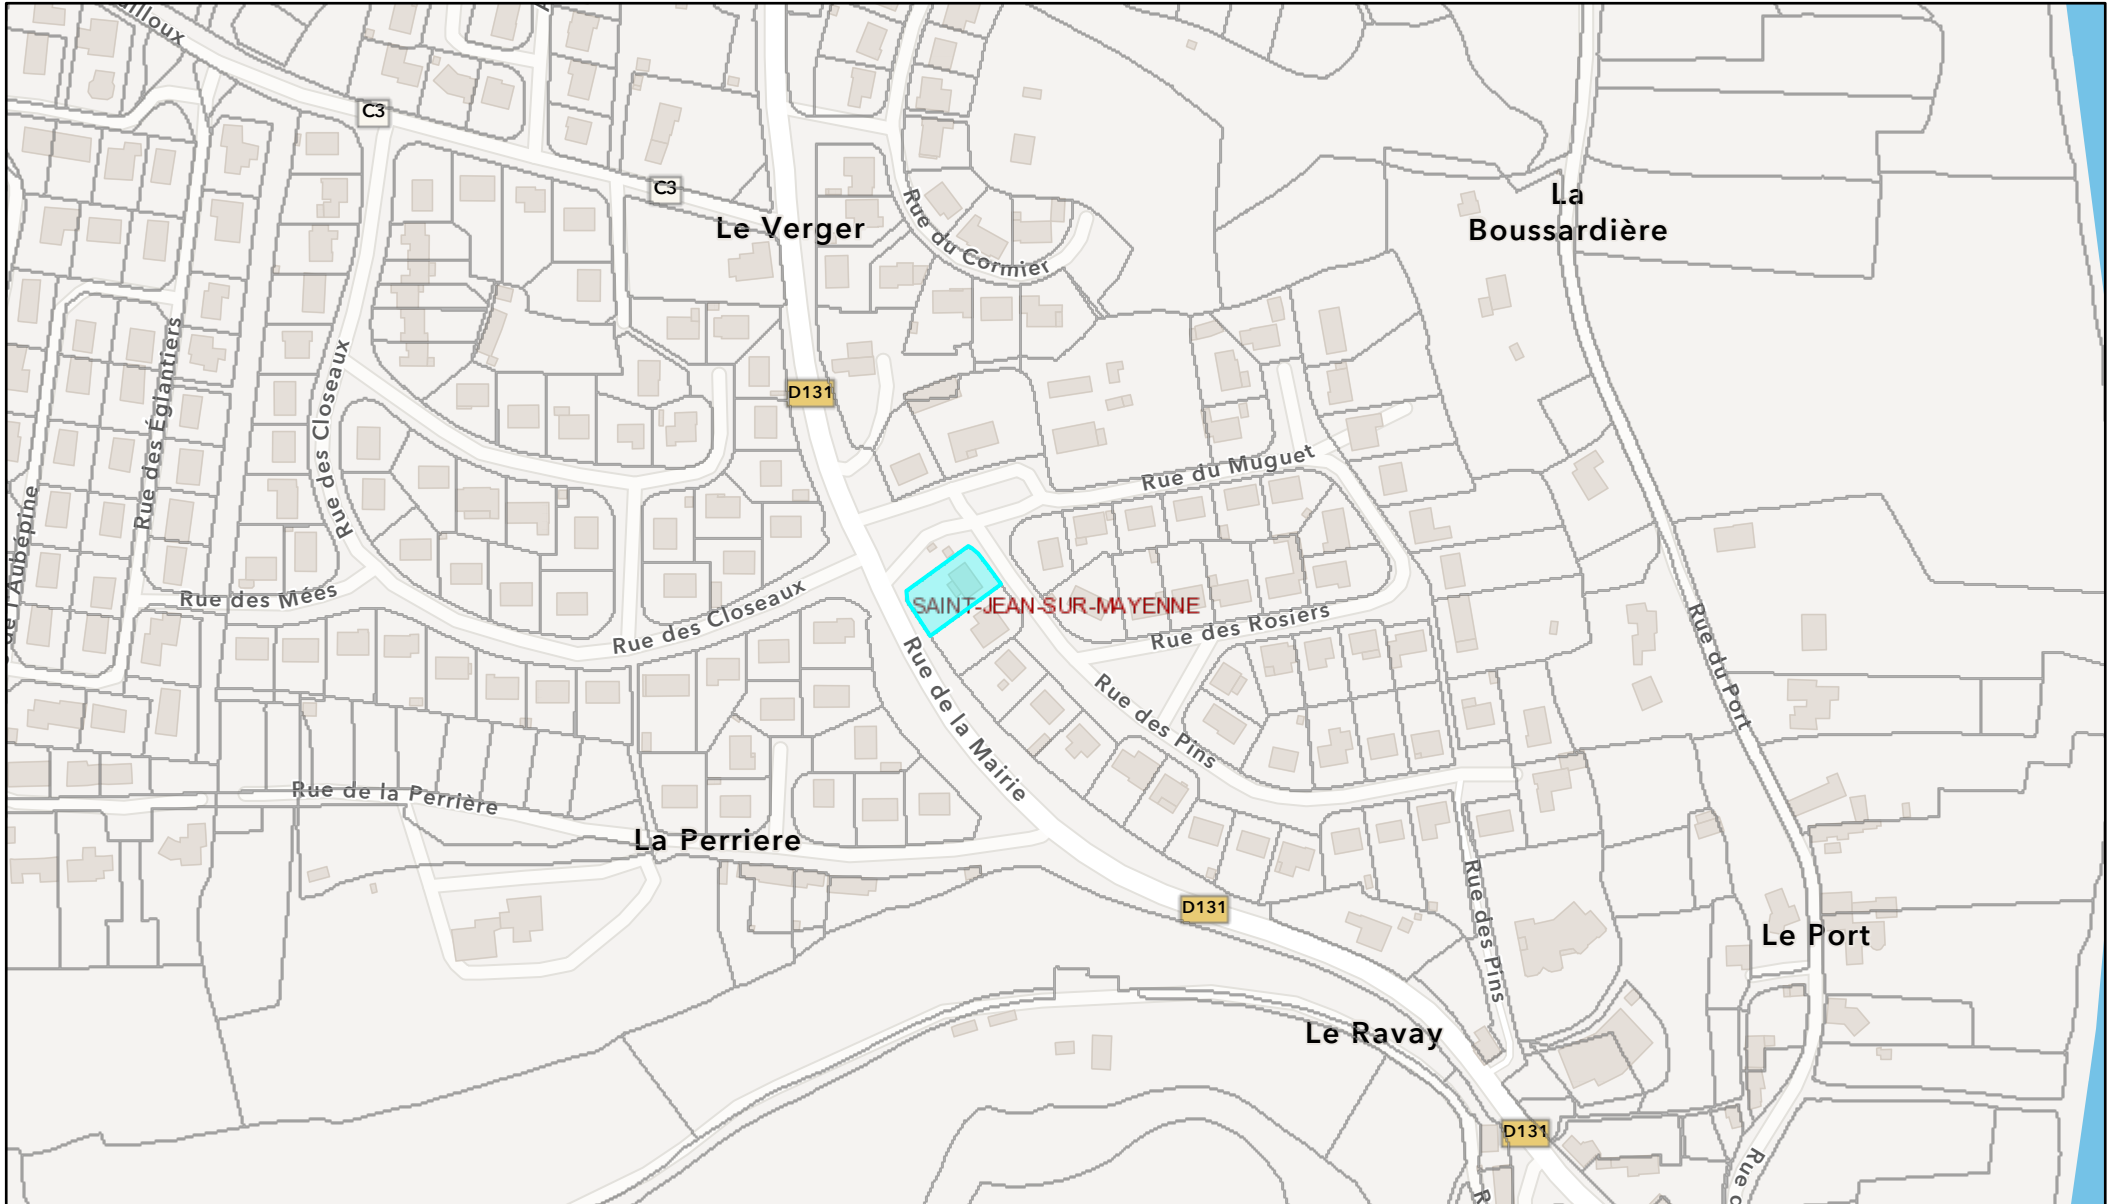 C3
C3
Le Verger
La
Boussardière
Rue du Cormier
D131
Rue des Closeaux
Rue des Églantiers
Rue du Muguet
Rue des Mées
Rue des Closeaux
SAINT-JEAN-SUR-MAYENNE
Rue des Rosiers
Rue du Port
Rue de la Mairie
Rue des Pins
Rue de la Perrière
La Perriere
D131
Rue des Pins
Le Port
Le Ravay
D131
Rue